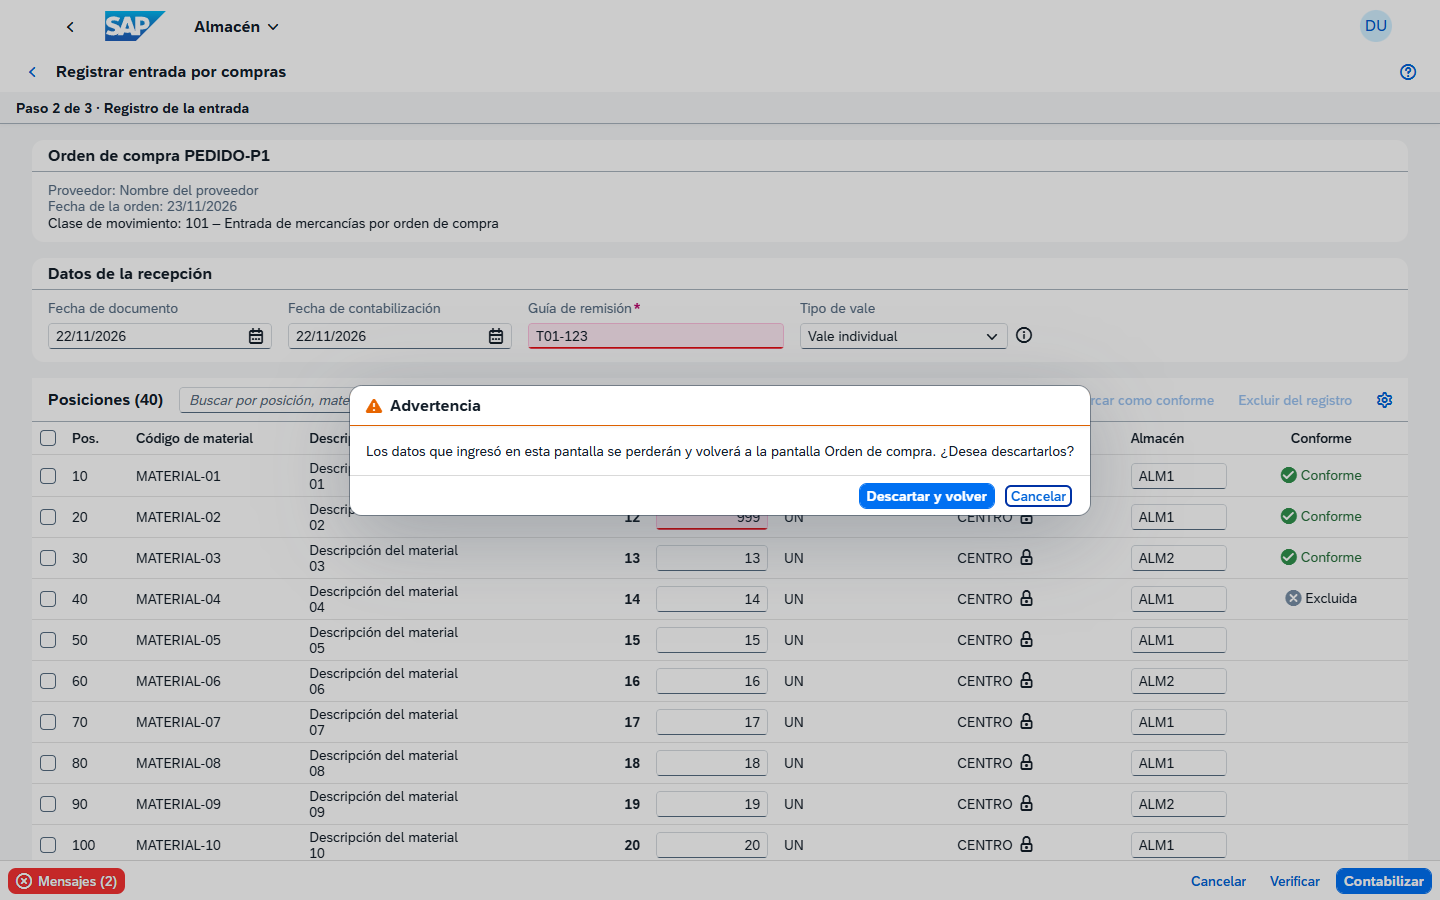 SAP
Almacén
DU
Registrar entrada por compras
Paso 2 de 3 · Registro de la entrada
Orden de compra PEDIDO-P1
Proveedor: Nombre del proveedor
Fecha de la orden: 23/11/2026
Clase de movimiento: 101 – Entrada de mercancías por orden de compra
Datos de la recepción
Fecha de documento Fecha de contabilización Guía de remisión* Tipo de vale
22/11/2026 22/11/2026 T01-123 Vale individual
Posiciones (40) Buscar por posición, como conforme Excluir del registro
Advertencia
Los datos que ingresó en esta pantalla se perderán y volverá a la pantalla Orden de compra. ¿Desea descartarlos?
Descartar y volver Cancelar
Pos. Código de material Almacén Conforme
10 MATERIAL-01 01 ALM1 Conforme
20 MATERIAL-02 02 12 999 UN CENTRO ALM1 Conforme
30 MATERIAL-03 Descripción del material 13 13 UN CENTRO ALM2 Conforme
03
40 MATERIAL-04 Descripción del material 14 14 UN CENTRO ALM1 Excluida
04
50 MATERIAL-05 Descripción del material 15 15 UN CENTRO ALM1
05
60 MATERIAL-06 Descripción del material 16 16 UN CENTRO ALM2
06
70 MATERIAL-07 Descripción del material 17 17 UN CENTRO ALM1
07
80 MATERIAL-08 Descripción del material 18 18 UN CENTRO ALM1
08
90 MATERIAL-09 Descripción del material 19 19 UN CENTRO ALM2
09
100 MATERIAL-10 Descripción del material 20 20 UN CENTRO ALM1
10
Mensajes (2) Cancelar Verificar Contabilizar